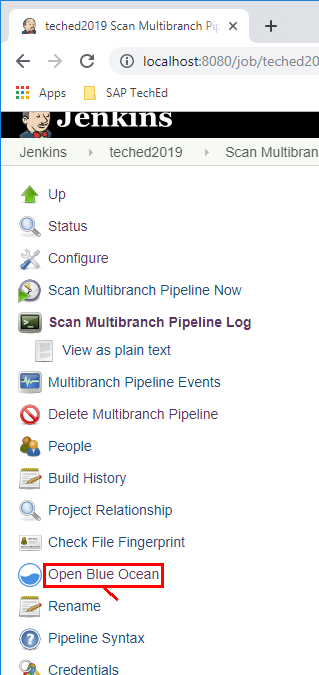 teched2019 Scan Multibranch Pip
localhost:8080/job/teched20
Apps SAP TechEd
Jenkins
Jenkins teched2019 Scan Multibran
Up
Status
Configure
Scan Multibranch Pipeline Now
Scan Multibranch Pipeline Log
View as plain text
Multibranch Pipeline Events
Delete Multibranch Pipeline
People
Build History
Project Relationship
Check File Fingerprint
Open Blue Ocean
Rename
Pipeline Syntax
Credentials